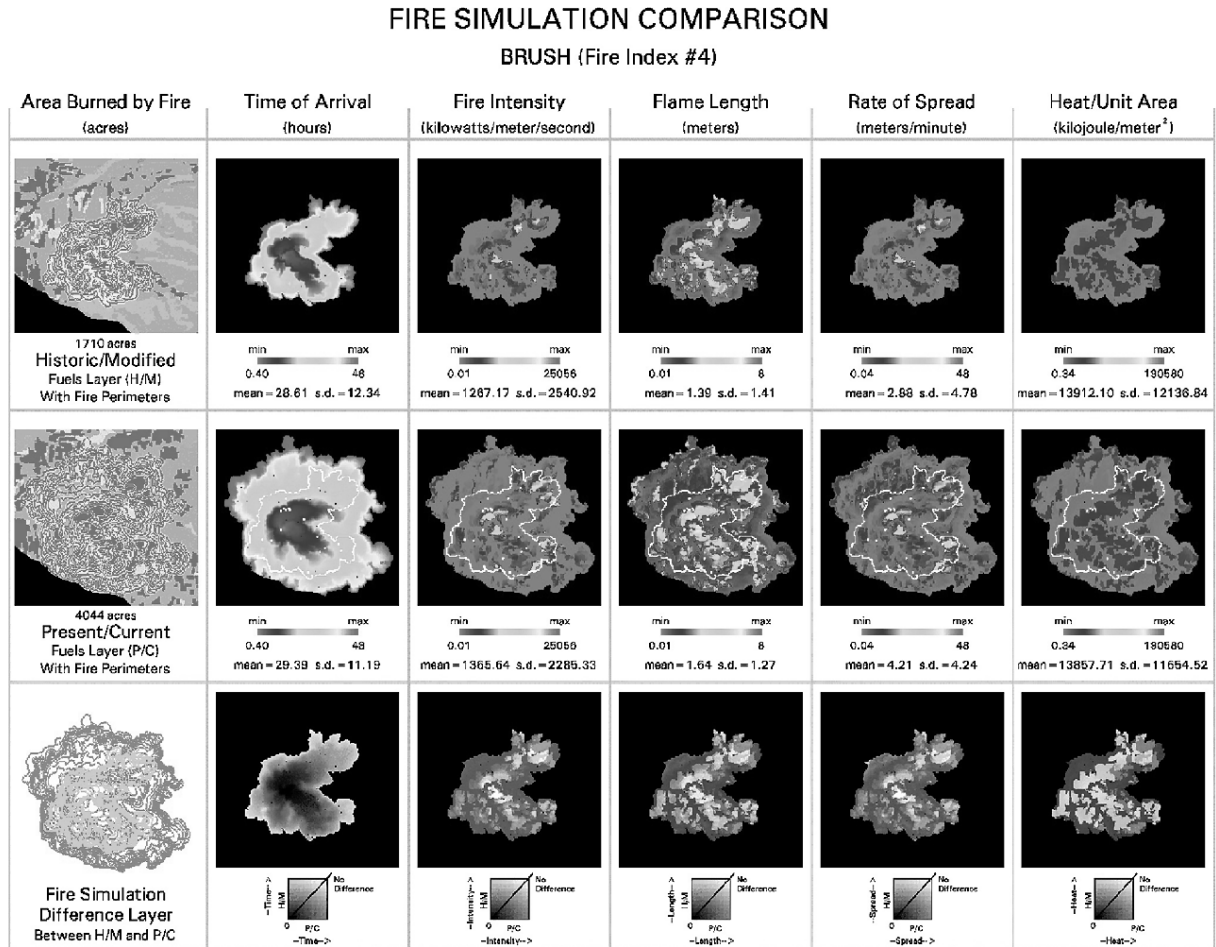 FIRE SIMULATION COMPARISON
BRUSH (Fire Index #4)
Area Burned by Fire
(acres)
Time of Arrival
(hours)
Fire Intensity
(kilowatts/meter/second)
Flame Length
(meters)
Rate of Spread
(meters/minute)
Heat/Unit Area
(kilojoule/meter²)
1710 acres
Historic/Modified
Fuels Layer (H/M)
With Fire Perimeters
min max
0.40 48
mean=28.61 s.d.=12.34
min max
0.01 25056
mean=1267.17 s.d.=2540.92
min max
0.01 8
mean=1.39 s.d.=1.41
min max
0.04 48
mean=2.88 s.d.=4.78
min max
0.34 190580
mean=13912.10 s.d.=12136.84
4044 acres
Present/Current
Fuels Layer (P/C)
With Fire Perimeters
min max
0.40 48
mean=29.39 s.d.=11.19
min max
0.01 25056
mean=1365.64 s.d.=2285.33
min max
0.01 8
mean=1.64 s.d.=1.27
min max
0.04 48
mean=4.21 s.d.=4.24
min max
0.34 190580
mean=13857.71 s.d.=11654.52
Fire Simulation
Difference Layer
Between H/M and P/C
--Time-->
H/M
No
Difference
0 P/C
--Time-->
--Intensity-->
H/M
No
Difference
0 P/C
--Intensity-->
--Length-->
H/M
No
Difference
0 P/C
--Length-->
--Spread-->
H/M
No
Difference
0 P/C
--Spread-->
--Heat-->
H/M
No
Difference
0 P/C
--Heat-->